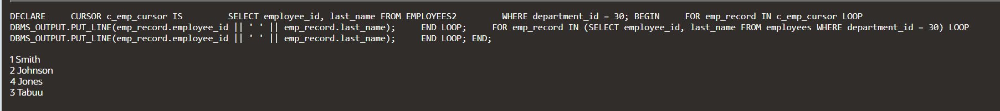 DECLARE     CURSOR c_emp_cursor IS         SELECT employee_id, last_name FROM EMPLOYEES2         WHERE department_id = 30; BEGIN     FOR emp_record IN c_emp_cursor LOOP
DBMS_OUTPUT.PUT_LINE(emp_record.employee_id || ' ' || emp_record.last_name);     END LOOP;     FOR emp_record IN (SELECT employee_id, last_name FROM employees WHERE department_id = 30) LOOP
DBMS_OUTPUT.PUT_LINE(emp_record.employee_id || ' ' || emp_record.last_name);     END LOOP; END;
1 Smith
2 Johnson
4 Jones
3 Tabuu